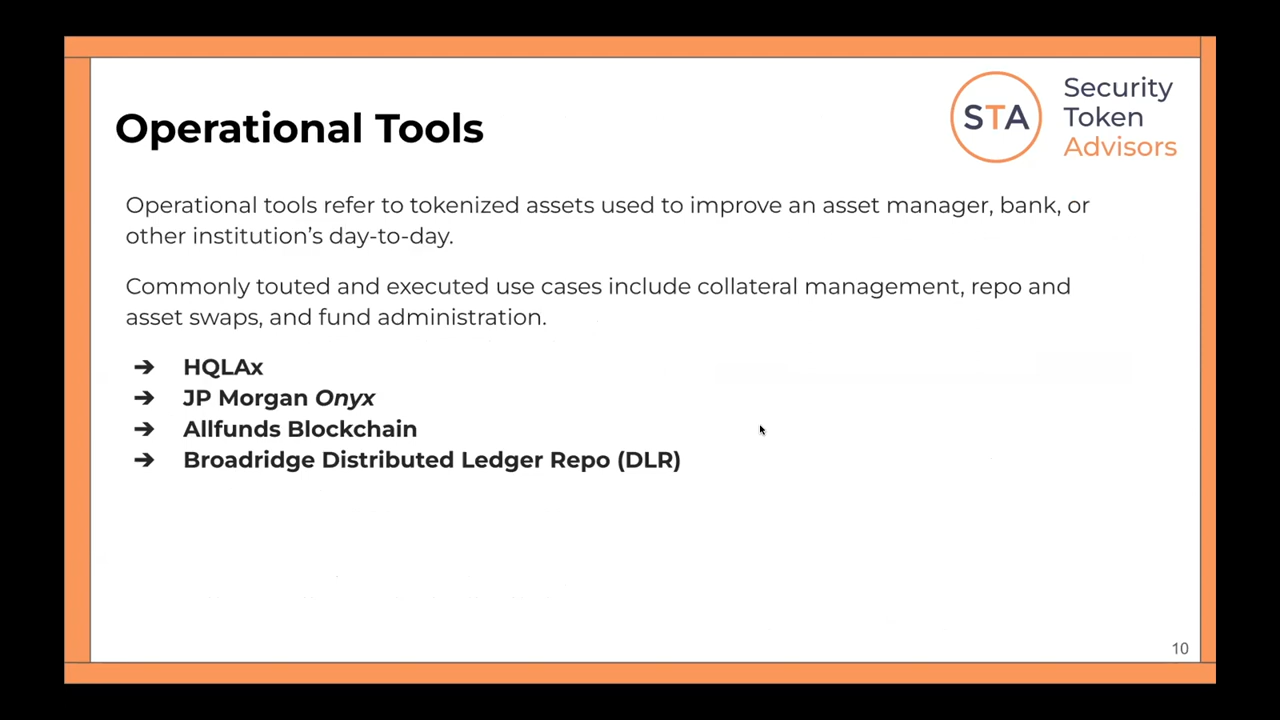 Operational Tools
STA
Security
Token
Advisors
Operational tools refer to tokenized assets used to improve an asset manager, bank, or
other institution’s day-to-day.
Commonly touted and executed use cases include collateral management, repo and
asset swaps, and fund administration.
➔ HQLAx
➔ JP Morgan Onyx
➔ Allfunds Blockchain
➔ Broadridge Distributed Ledger Repo (DLR)
10